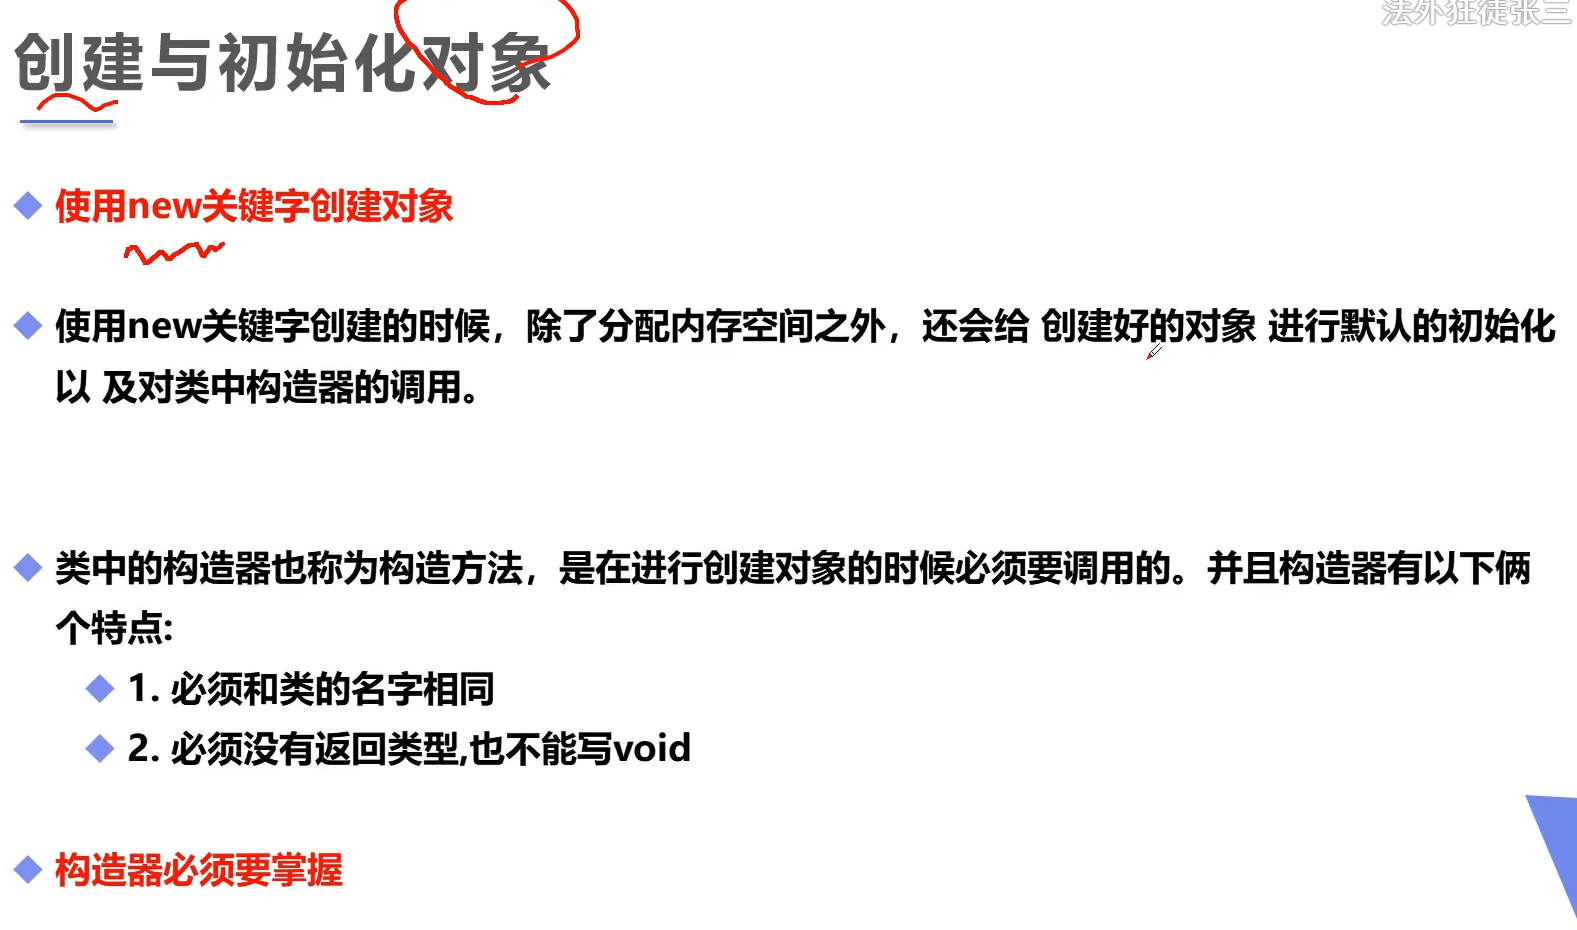 法外狂徒张三
创建与初始化对象
使用new关键字创建对象
使用new关键字创建的时候，除了分配内存空间之外，还会给 创建好的对象 进行默认的初始化
以 及对类中构造器的调用。
类中的构造器也称为构造方法，是在进行创建对象的时候必须要调用的。并且构造器有以下俩
个特点:
1. 必须和类的名字相同
2. 必须没有返回类型,也不能写void
构造器必须要掌握